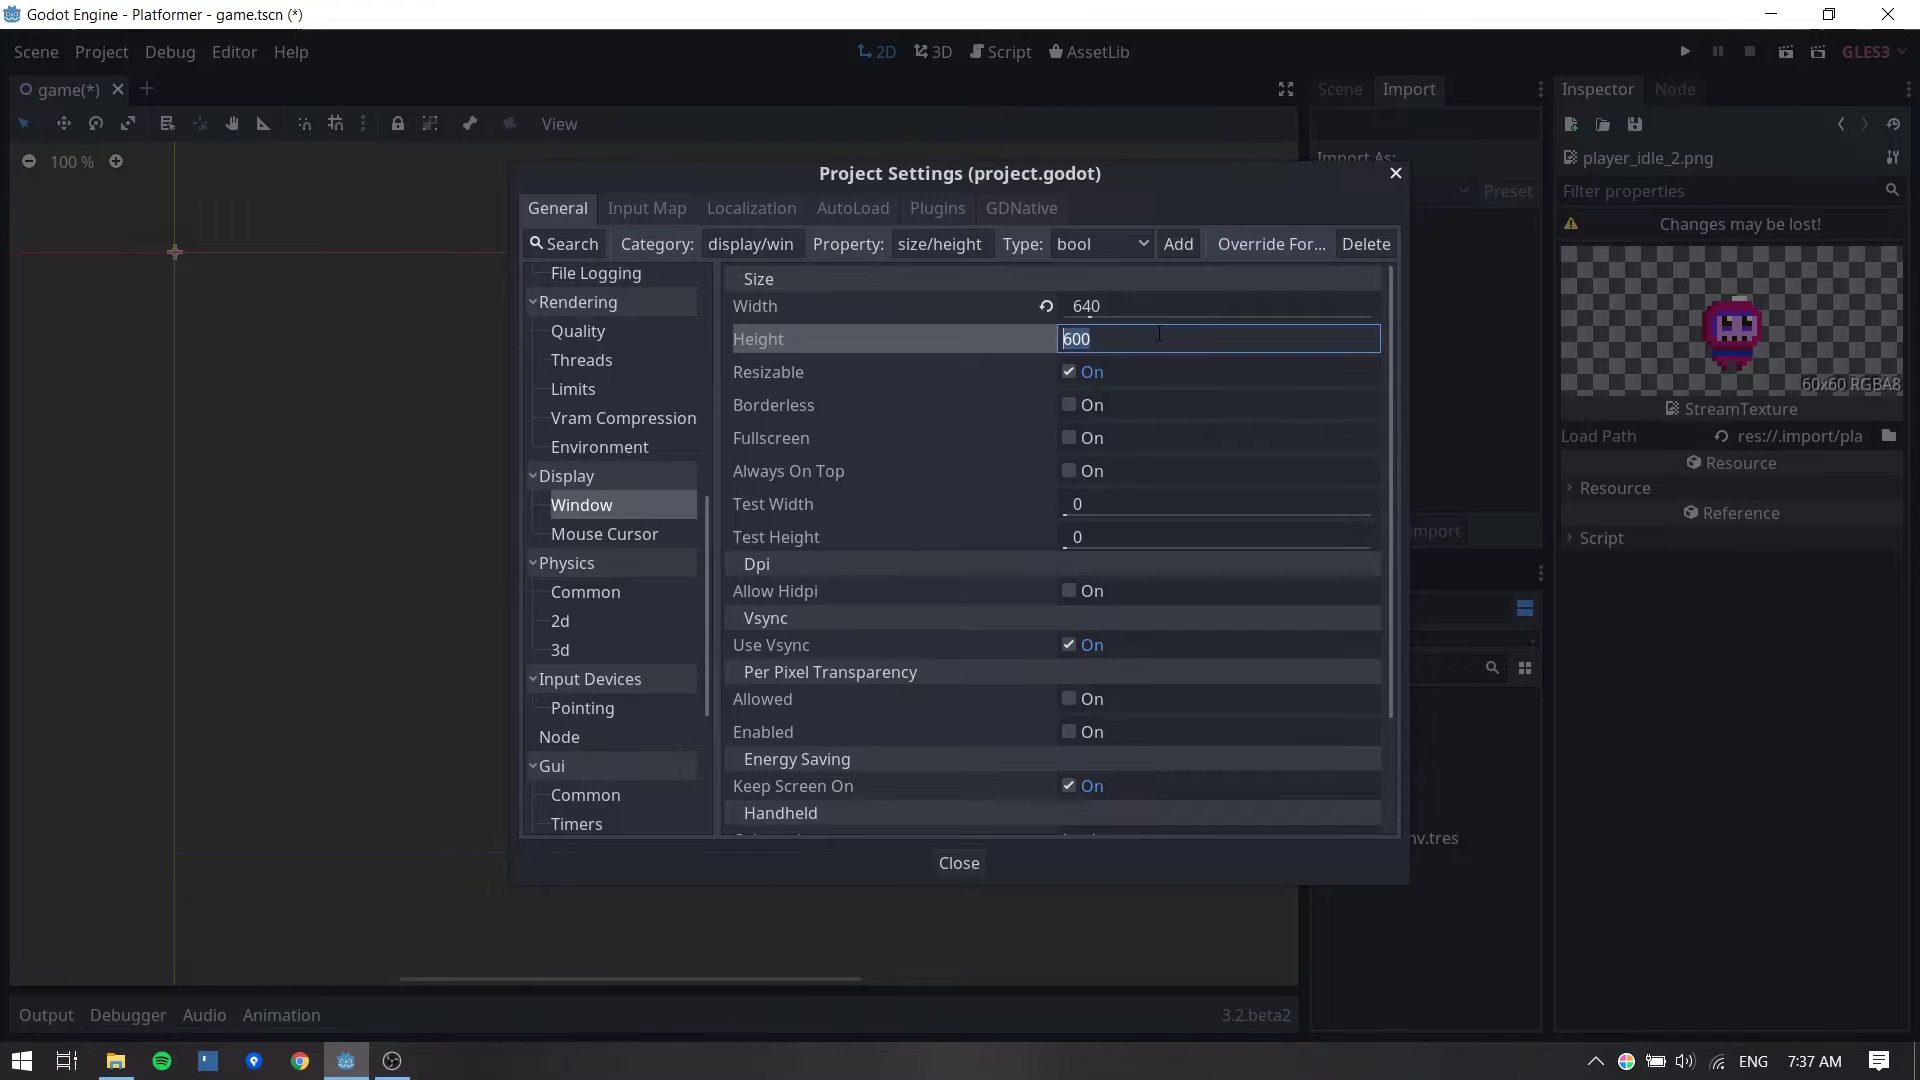 Godot Engine - Platformer - game.tscn (*)
Scene Project Debug Editor Help
2D 3D Script AssetLib
GLES3
game(*)
Scene Import
Inspector Node
View
100 %
Import As:
Preset
player_idle_2.png
Filter properties
Changes may be lost!
60x60 RGBA8
StreamTexture
Load Path res://.import/pla
Resource
Resource
Reference
Script
Project Settings (project.godot)
General Input Map Localization AutoLoad Plugins GDNative
Search Category: display/win Property: size/height Type: bool Add Override For... Delete
File Logging
Rendering
Quality
Threads
Limits
Vram Compression
Environment
Display
Window
Mouse Cursor
Physics
Common
2d
3d
Input Devices
Pointing
Node
Gui
Common
Timers
Size
Width 640
Height 600
Resizable On
Borderless On
Fullscreen On
Always On Top On
Test Width 0
Test Height 0
Dpi
Allow Hidpi On
Vsync
Use Vsync On
Per Pixel Transparency
Allowed On
Enabled On
Energy Saving
Keep Screen On On
Handheld
Close
mport
nv.tres
Output Debugger Audio Animation
3.2.beta2
ENG 7:37 AM